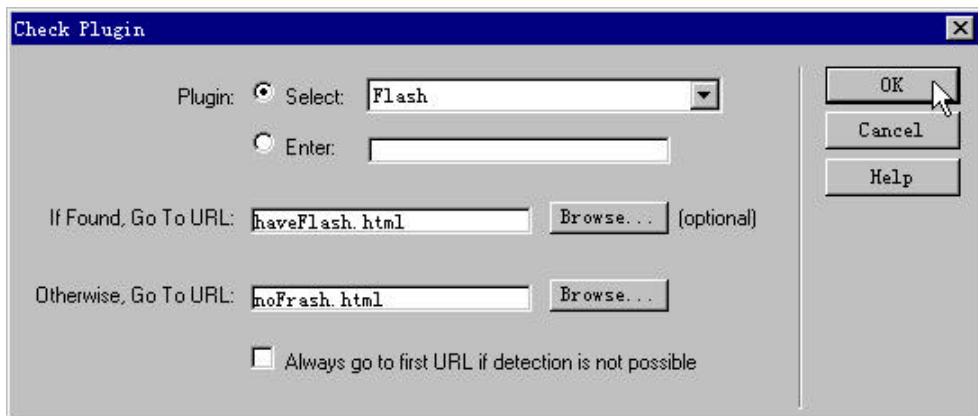 Check Plugin
Plugin: Select: Flash
Enter:
If Found, Go To URL: haveFlash.html Browse... (optional)
Otherwise, Go To URL: noFrash.html Browse...
Always go to first URL if detection is not possible
OK
Cancel
Help